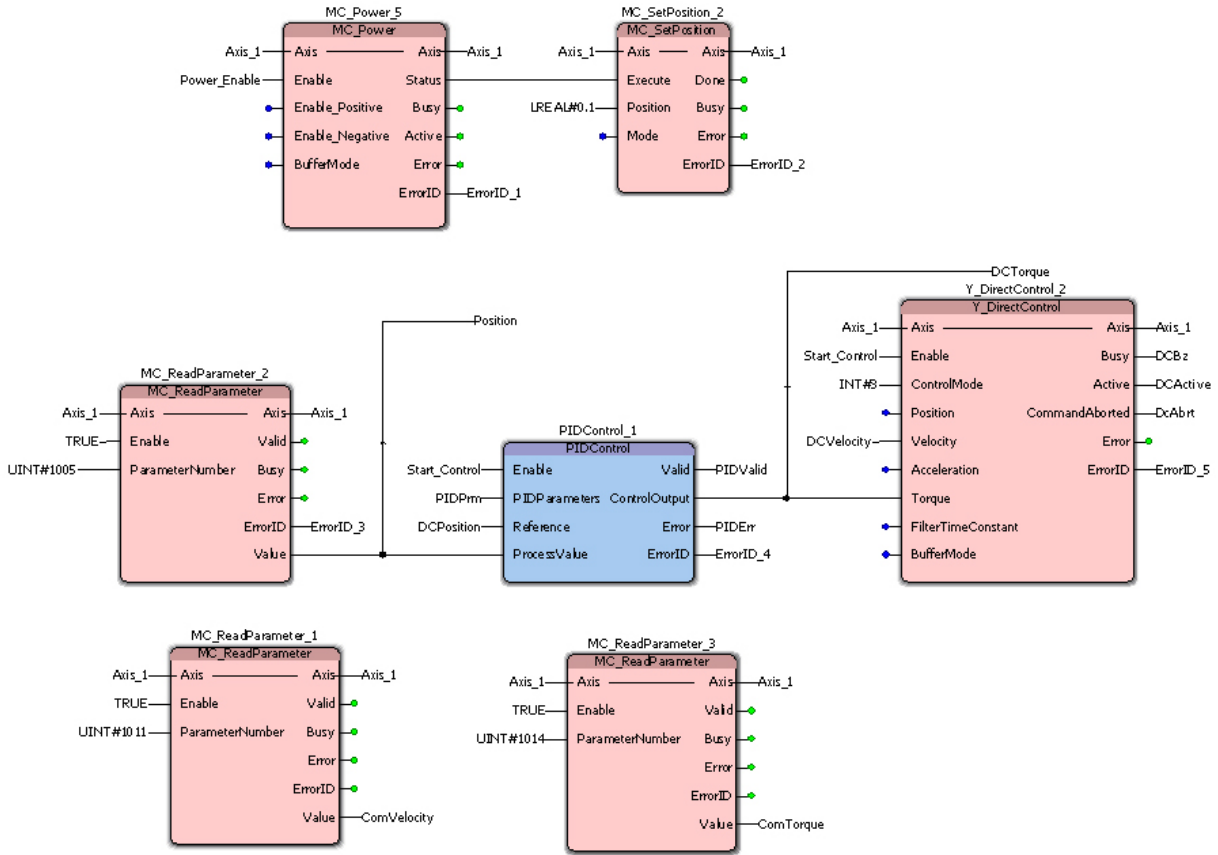 MC_Power_5
MC_Power
Axis_1 Axis Axis Axis_1
Power_Enable Enable Status
Enable_Positive Busy
Enable_Negative Active
BufferMode Error
ErrorID ErrorID_1
MC_SetPosition_2
MC_SetPosition
Axis_1 Axis Axis Axis_1
Execute Done
LREAL#0.1 Position Busy
Mode Error
ErrorID ErrorID_2
Position
MC_ReadParameter_2
MC_ReadParameter
Axis_1 Axis Axis Axis_1
TRUE Enable Valid
UINT#1005 ParameterNumber Busy
Error
ErrorID ErrorID_3
Value
PIDControl_1
PIDControl
Start_Control Enable Valid PIDValid
PIDPrm PIDParameters ControlOutput
DCPosition Reference Error PIDErr
ProcessValue ErrorID ErrorID_4
DCTorque
Y_DirectControl_2
Y_DirectControl
Axis_1 Axis Axis Axis_1
Start_Control Enable Busy DCBz
INT#3 ControlMode Active DCActive
Position CommandAborted DcAbrt
DCVelocity Velocity Error
Acceleration ErrorID ErrorID_5
Torque
FilterTimeConstant
BufferMode
MC_ReadParameter_1
MC_ReadParameter
Axis_1 Axis Axis Axis_1
TRUE Enable Valid
UINT#1011 ParameterNumber Busy
Error
ErrorID
Value ComVelocity
MC_ReadParameter_3
MC_ReadParameter
Axis_1 Axis Axis Axis_1
TRUE Enable Valid
UINT#1014 ParameterNumber Busy
Error
ErrorID
Value ComTorque